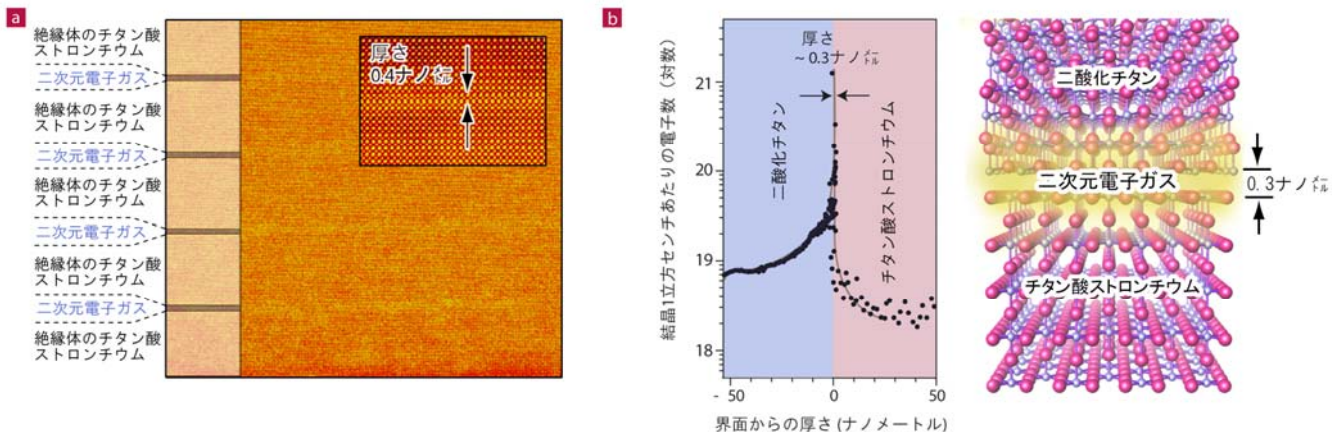 a
絶縁体のチタン酸
ストロンチウム
二次元電子ガス
絶縁体のチタン酸
ストロンチウム
二次元電子ガス
絶縁体のチタン酸
ストロンチウム
二次元電子ガス
絶縁体のチタン酸
ストロンチウム
二次元電子ガス
絶縁体のチタン酸
ストロンチウム
厚さ
0.4ナノメートル
b
結晶1立方センチあたりの電子数（対数）
21
20
19
18
厚さ
~ 0.3ナノメートル
二酸化チタン
チタン酸ストロンチウム
- 50
0
50
界面からの厚さ(ナノメートル)
二酸化チタン
二次元電子ガス
0.3ナノメートル
チタン酸ストロンチウム